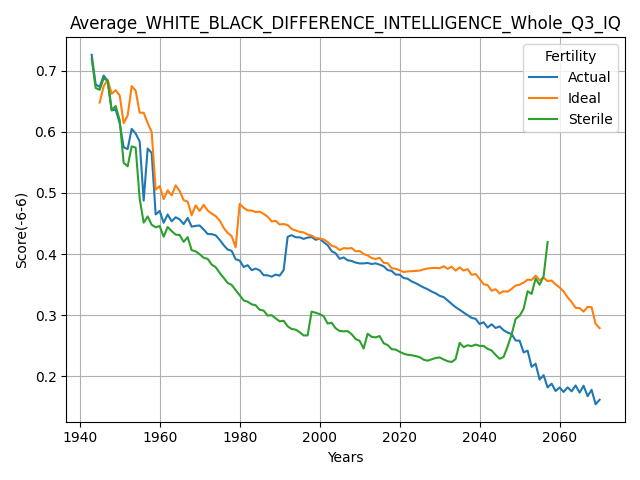 Average_WHITE_BLACK_DIFFERENCE_INTELLIGENCE_Whole_Q3_IQ
Fertility
Actual
Ideal
Sterile
Score(-6-6)
0.7
0.6
0.5
0.4
0.3
0.2
1940
1960
1980
2000
2020
2040
2060
Years